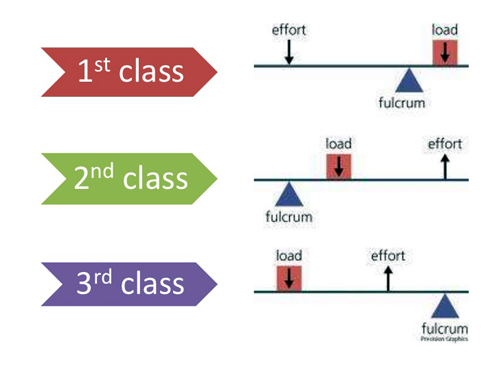 effort load
1st class
fulcrum
load effort
2nd class
fulcrum
load effort
3rd class
fulcrum
Precision Graphics